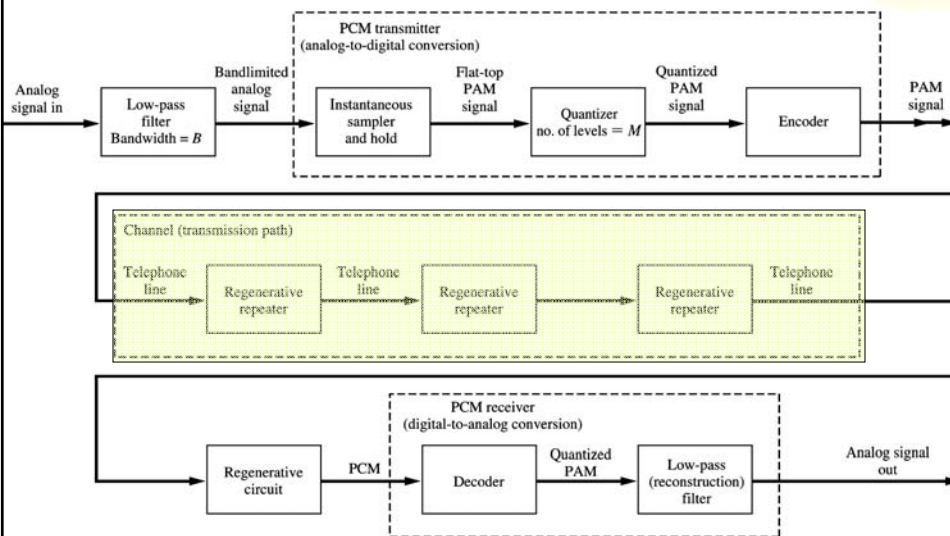 PCM transmitter
(analog-to-digital conversion)
Analog
signal in
Low-pass
filter
Bandwidth = B
Bandlimited
analog
signal
Instantaneous
sampler
and hold
Flat-top
PAM
signal
Quantizer
no. of levels = M
Quantized
PAM
signal
Encoder
PAM
signal
Channel (transmission path)
Telephone
line
Regenerative
repeater
Telephone
line
Regenerative
repeater
Regenerative
repeater
Telephone
line
PCM receiver
(digital-to-analog conversion)
Regenerative
circuit
PCM
Decoder
Quantized
PAM
Low-pass
(reconstruction)
filter
Analog signal
out